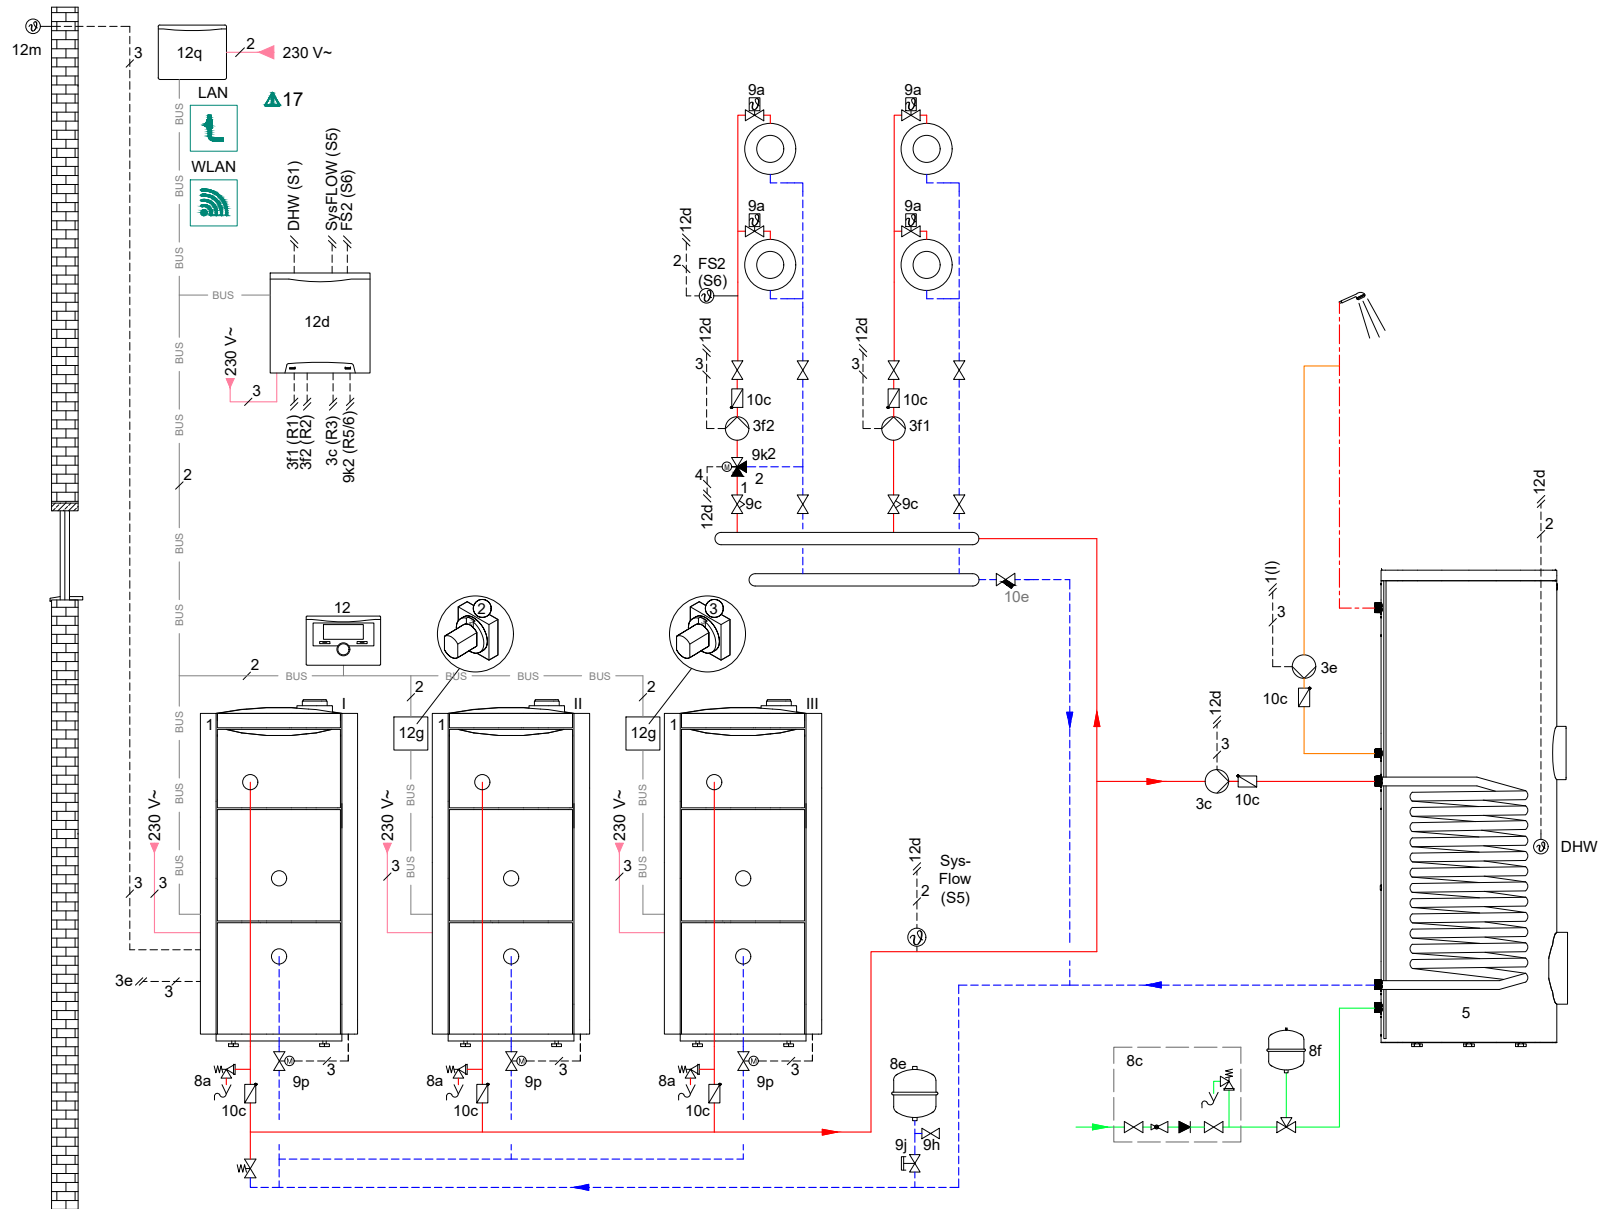 12m
3
12q
2
230 V~
LAN
17
WLAN
BUS
BUS
BUS
BUS
BUS
BUS
BUS
BUS
BUS
BUS
DHW (S1)
SysFLOW (S5)
FS2 (S6)
BUS
12d
230 V~
3
3f1 (R1)
3f2 (R2)
3c (R3)
9k2 (R5/6)
2
9a
9a
9a
9a
12d
2
FS2
(S6)
12d
3
10c
3f2
12d
3
10c
3f1
9k2
4
2
1
12d
9c
9c
10e
12
2
BUS
BUS
BUS
BUS
2
3
2
2
I
II
III
1
1
1
12g
12g
BUS
BUS
230 V~
3
3
230 V~
3
230 V~
3
3e
3
8a
10c
9p
3
8a
10c
9p
3
8a
10c
9p
3
12d
2
Sys-
Flow
(S5)
8e
9j
9h
12d
3
3c
10c
1(I)
3
3e
10c
12d
2
DHW
5
8c
8f